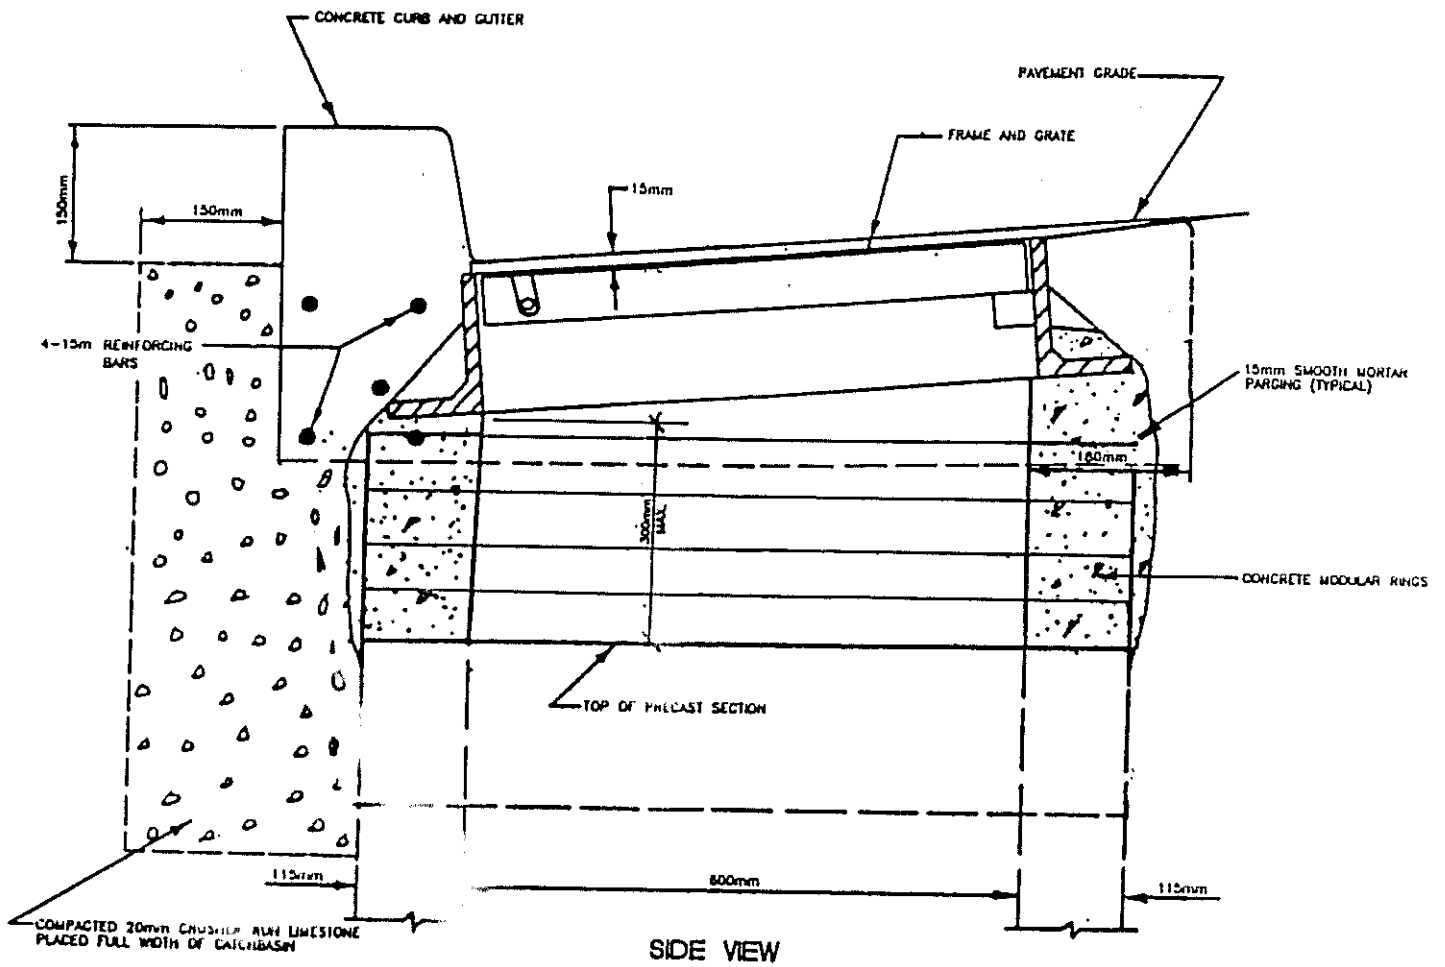 CONCRETE CURB AND GUTTER
PAVEMENT GRADE
FRAME AND GRATE
15mm
150mm
150mm
4-15m REINFORCING
BARS
15mm SMOOTH MORTAR
PARGING (TYPICAL)
180mm
300mm
MAX.
CONCRETE MODULAR RINGS
TOP OF PRECAST SECTION
115mm
600mm
115mm
COMPACTED 20mm CRUSHER RUN LIMESTONE
PLACED FULL WIDTH OF CATCHBASIN
SIDE VIEW